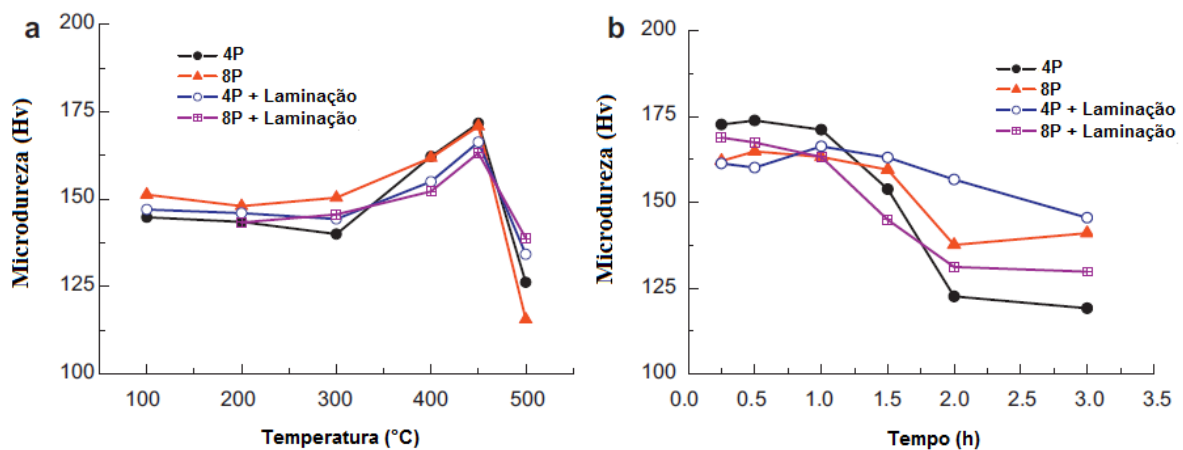 a
200
175
150
125
100
Microdureza (Hv)
4P
8P
4P + Laminação
8P + Laminação
100 200 300 400 500
Temperatura (°C)
b
200
175
150
125
100
Microdureza (Hv)
4P
8P
4P + Laminação
8P + Laminação
0.0 0.5 1.0 1.5 2.0 2.5 3.0 3.5
Tempo (h)